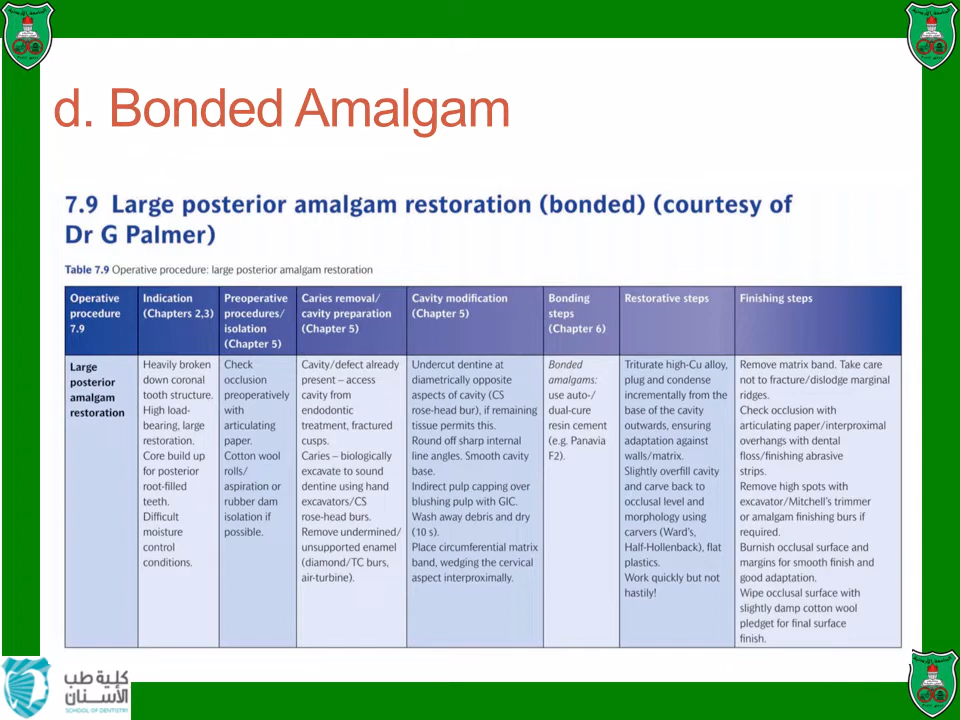 d. Bonded Amalgam
7.9 Large posterior amalgam restoration (bonded) (courtesy of
Dr G Palmer)
Table 7.9 Operative procedure: large posterior amalgam restoration
Operative
procedure
7.9
Indication
(Chapters 2,3)
Preoperative
procedures/
isolation
(Chapter 5)
Caries removal/
cavity preparation
(Chapter 5)
Cavity modification
(Chapter 5)
Bonding
steps
(Chapter 6)
Restorative steps
Finishing steps
Large
posterior
amalgam
restoration
Heavily broken
down coronal
tooth structure.
High load-
bearing, large
restoration.
Core build up
for posterior
root-filled
teeth.
Difficult
moisture
control
conditions.
Check
occlusion
preoperatively
with
articulating
paper.
Cotton wool
rolls/
aspiration or
rubber dam
isolation if
possible.
Cavity/defect already
present – access
cavity from
endodontic
treatment, fractured
cusps.
Caries – biologically
excavate to sound
dentine using hand
excavators/CS
rose-head burs.
Remove undermined/
unsupported enamel
(diamond/TC burs,
air-turbine).
Undercut dentine at
diametrically opposite
aspects of cavity (CS
rose-head bur), if remaining
tissue permits this.
Round off sharp internal
line angles. Smooth cavity
base.
Indirect pulp capping over
blushing pulp with GIC.
Wash away debris and dry
(10 s).
Place circumferential matrix
band, wedging the cervical
aspect interproximally.
Bonded
amalgams:
use auto-/
dual-cure
resin cement
(e.g. Panavia
F2).
Triturate high-Cu alloy,
plug and condense
incrementally from the
base of the cavity
outwards, ensuring
adaptation against
walls/matrix.
Slightly overfill cavity
and carve back to
occlusal level and
morphology using
carvers (Ward’s,
Half-Hollenback), flat
plastics.
Work quickly but not
hastily!
Remove matrix band. Take care
not to fracture/dislodge marginal
ridges.
Check occlusion with
articulating paper/interproximal
overhangs with dental
floss/finishing abrasive
strips.
Remove high spots with
excavator/Mitchell’s trimmer
or amalgam finishing burs if
required.
Burnish occlusal surface and
margins for smooth finish and
good adaptation.
Wipe occlusal surface with
slightly damp cotton wool
pledget for final surface
finish.
كلية طب
الأسنان
SCHOOL OF DENTISTRY